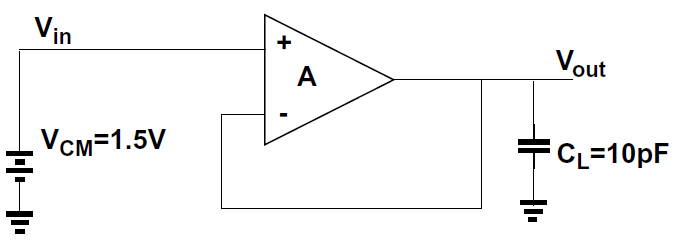 Vin
+
A
-
Vout
VCM=1.5V
CL=10pF